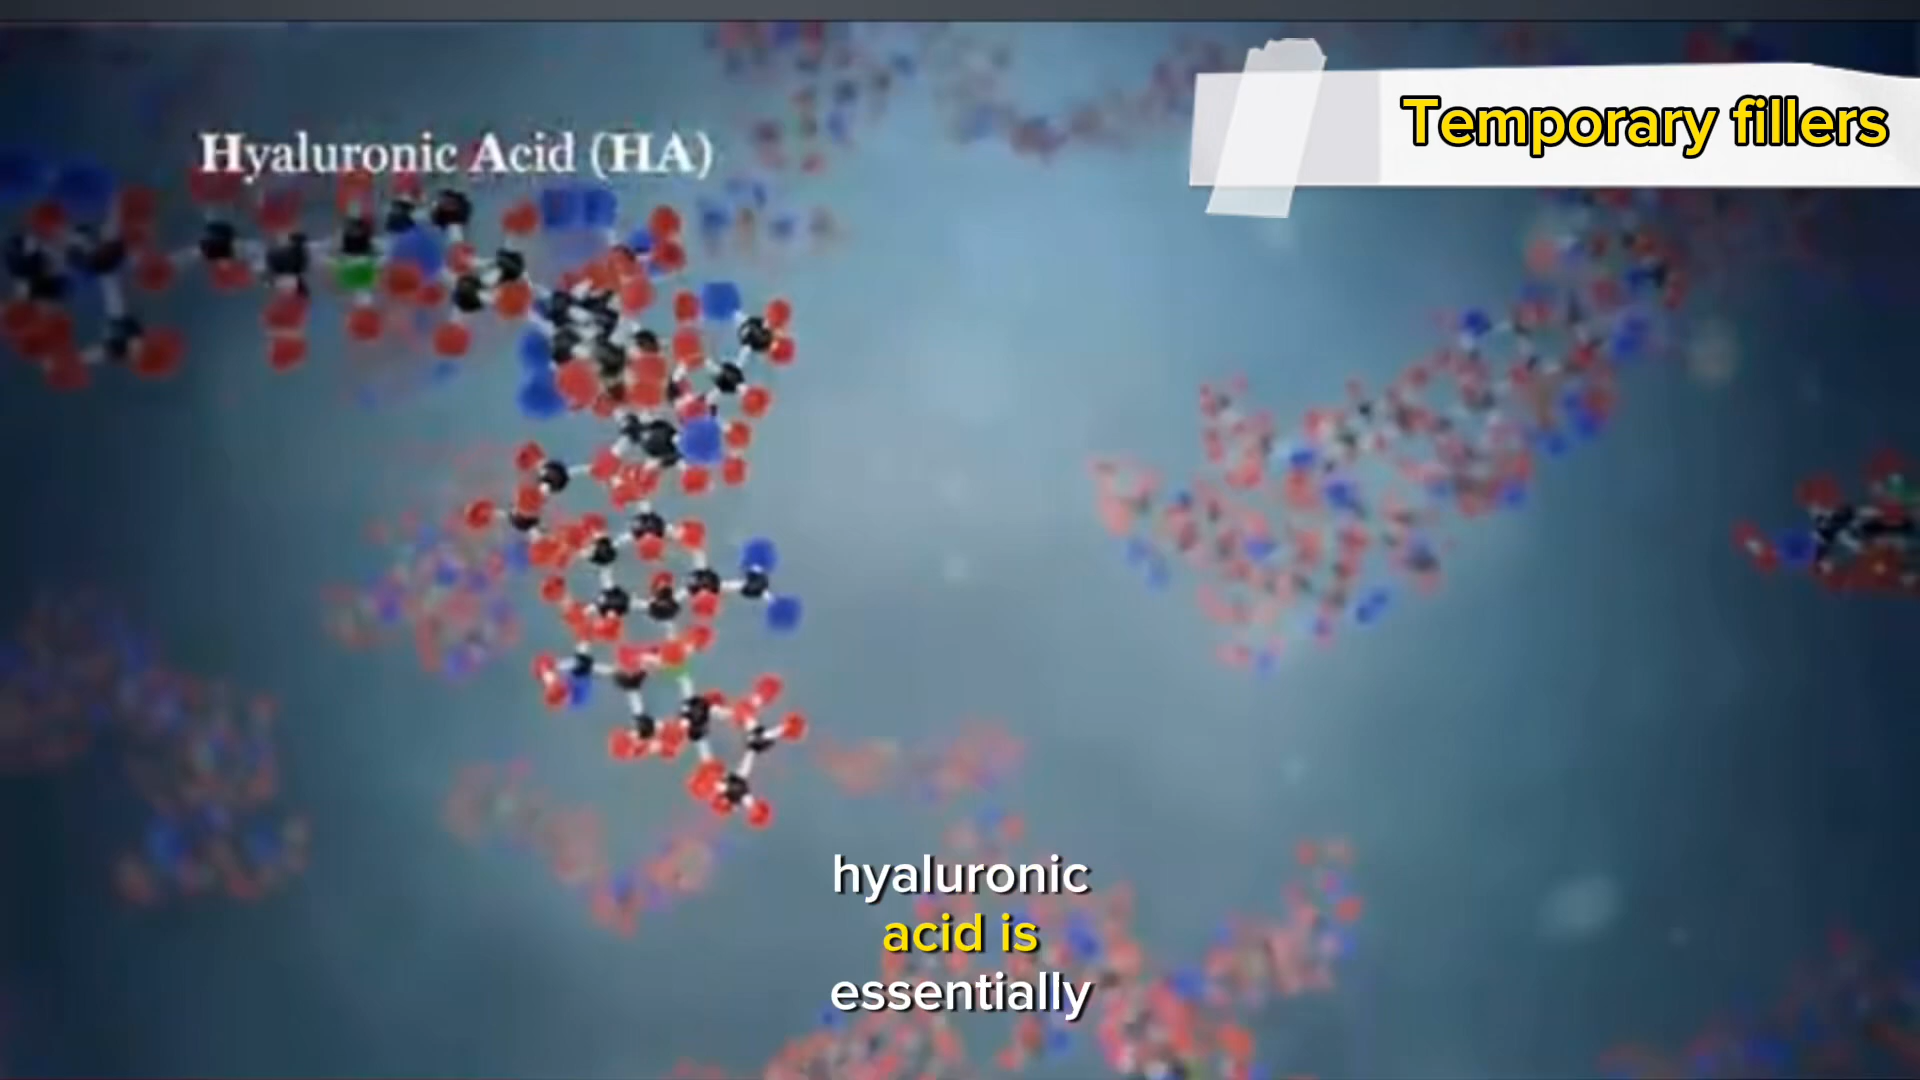 Hyaluronic Acid (HA)
Temporary fillers
hyaluronic
acid is
essentially